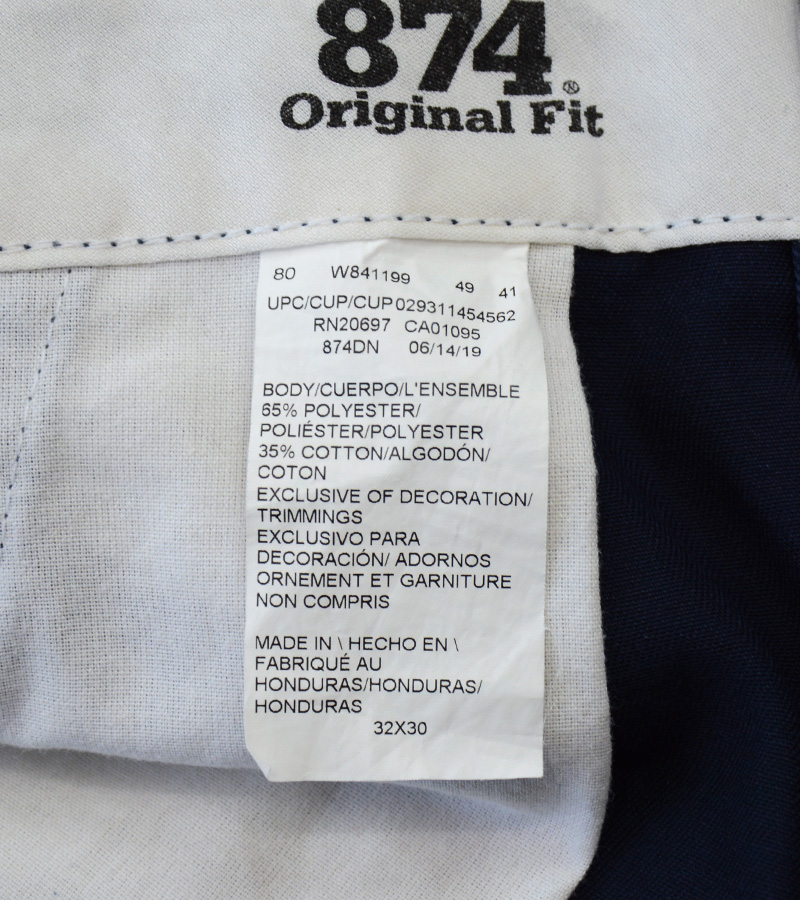 874®
Original Fit
80 W841199 49 41
UPC/CUP/CUP 029311454562
RN20697 CA01095
874DN 06/14/19
BODY/CUERPO/L'ENSEMBLE
65% POLYESTER/
POLIÉSTER/POLYESTER
35% COTTON/ALGODÓN/
COTON
EXCLUSIVE OF DECORATION/
TRIMMINGS
EXCLUSIVO PARA
DECORACIÓN/ ADORNOS
ORNEMENT ET GARNITURE
NON COMPRIS
MADE IN \ HECHO EN \
FABRIQUÉ AU
HONDURAS/HONDURAS/
HONDURAS
32X30